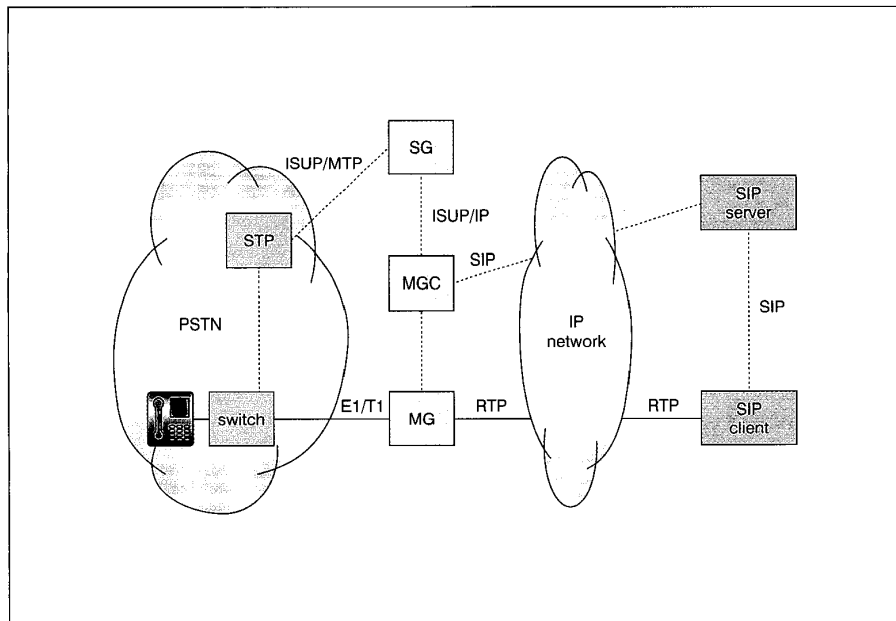 SG
ISUP/MTP
SIP
server
ISUP/IP
STP
SIP
MGC
SIP
PSTN
IP
network
E1/T1
RTP
RTP
switch
MG
SIP
client